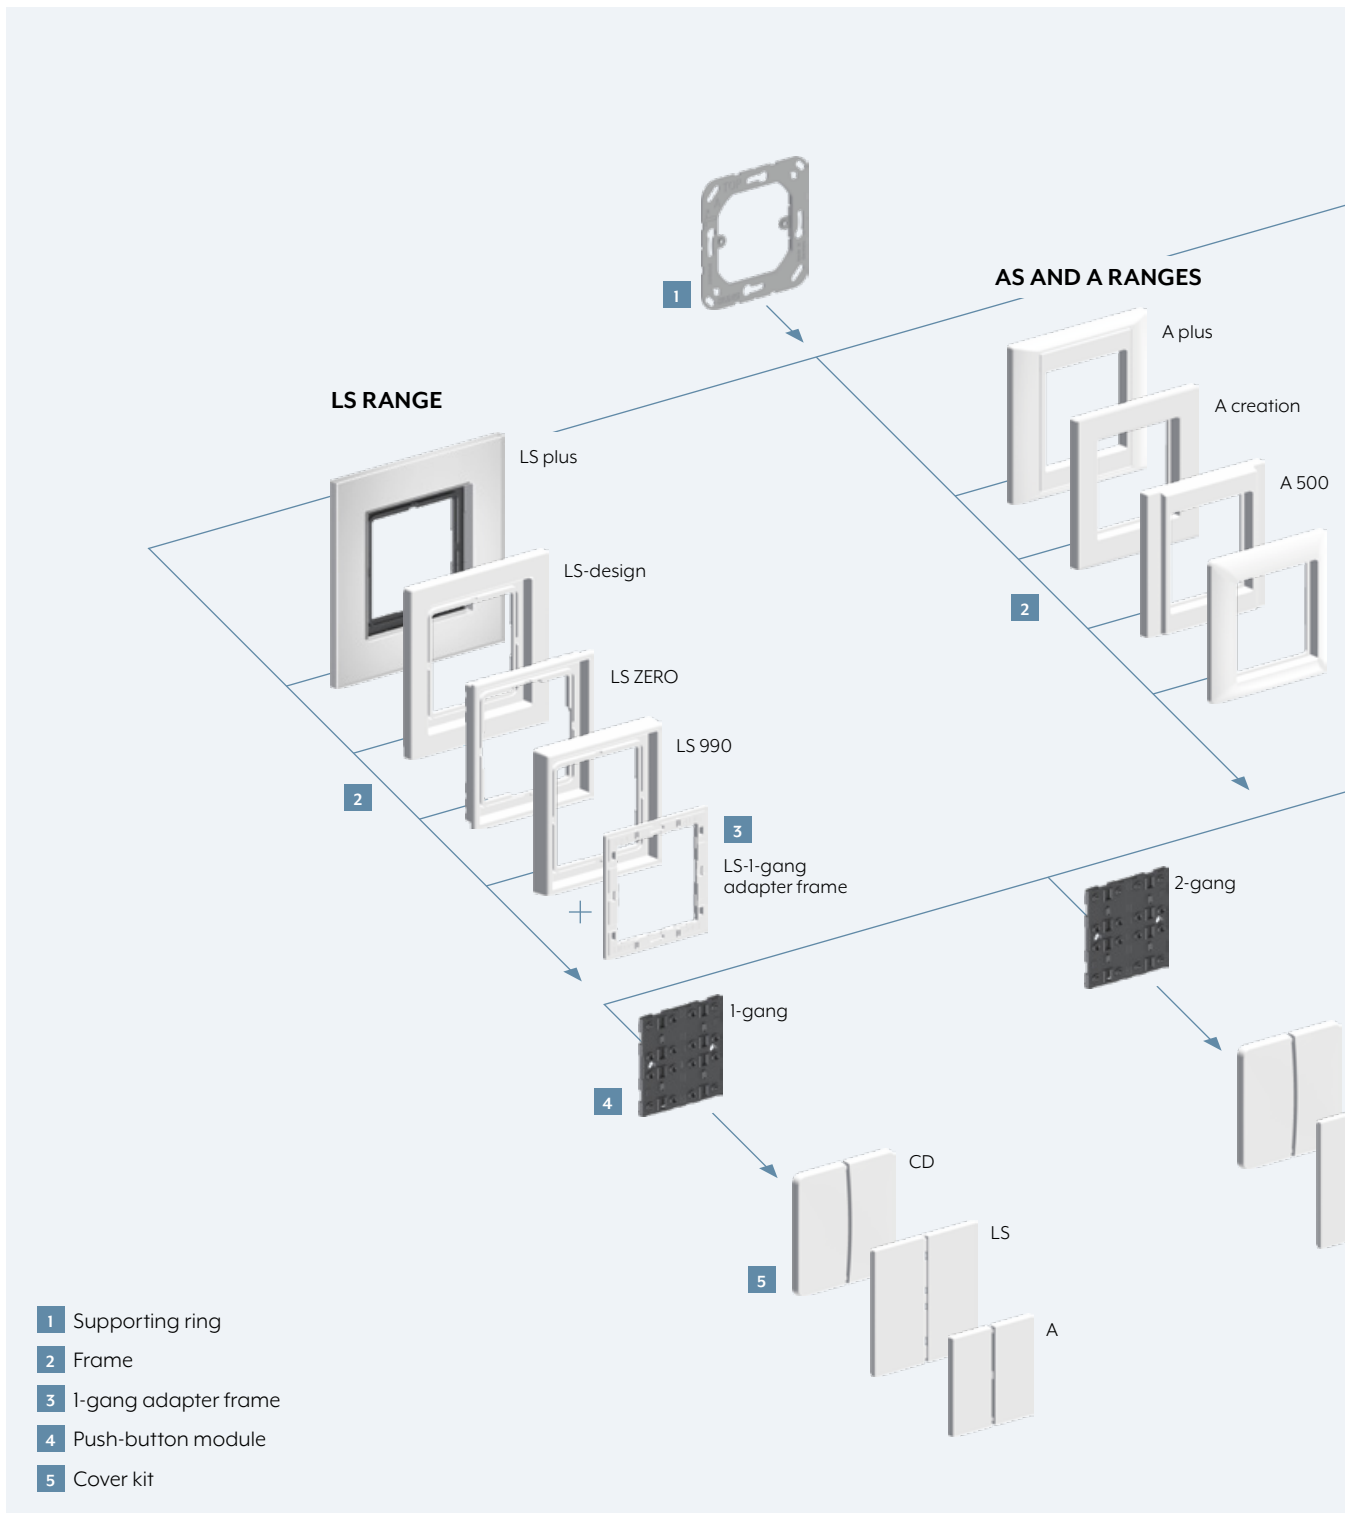 1
AS AND A RANGES
A plus
A creation
A 500
2
LS RANGE
LS plus
LS-design
LS ZERO
LS 990
2
3
LS-1-gang
adapter frame
2-gang
1-gang
4
CD
LS
A
5
1 Supporting ring
2 Frame
3 1-gang adapter frame
4 Push-button module
5 Cover kit